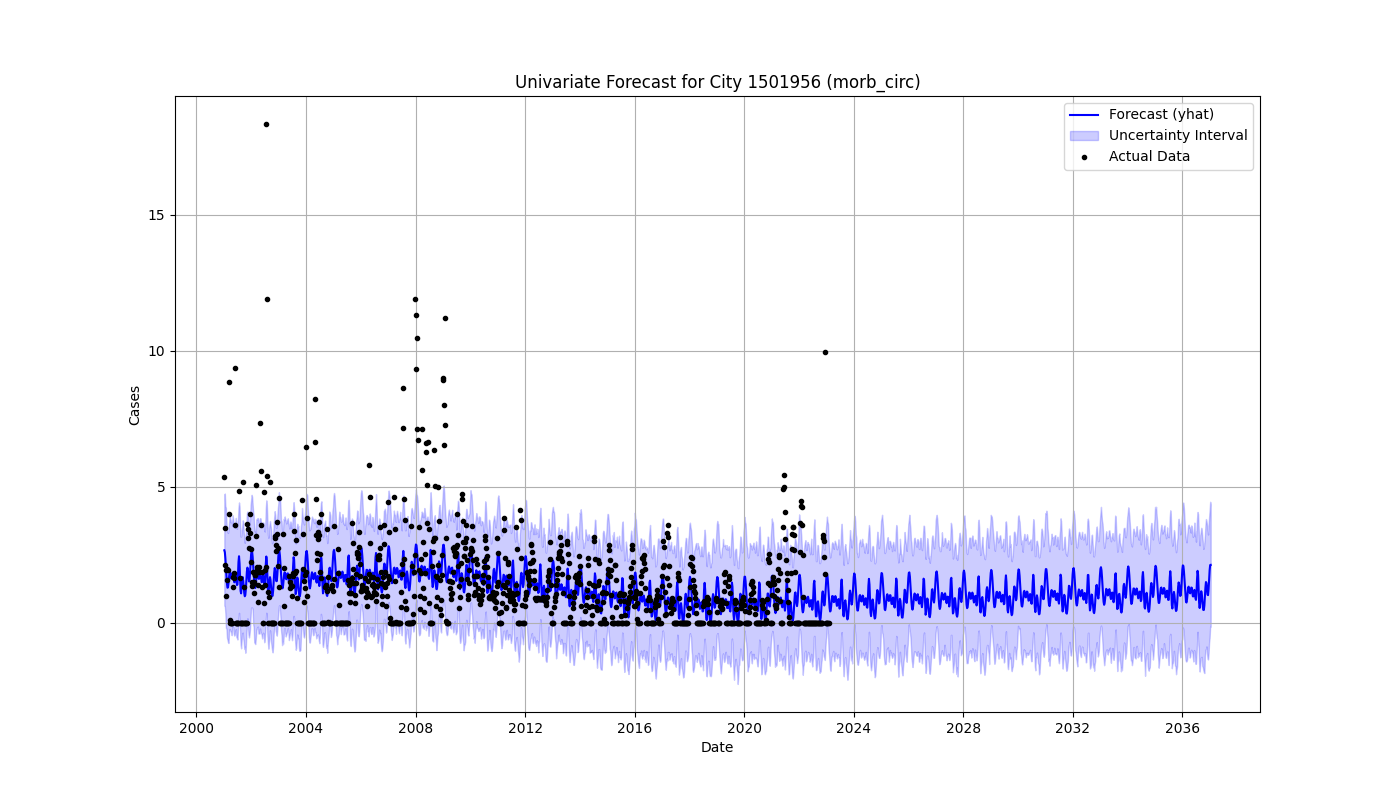 Univariate Forecast for City 1501956 (morb_circ)
Forecast (yhat)
Uncertainty Interval
Actual Data
15
10
5
0
Cases
2000 2004 2008 2012 2016 2020 2024 2028 2032 2036
Date